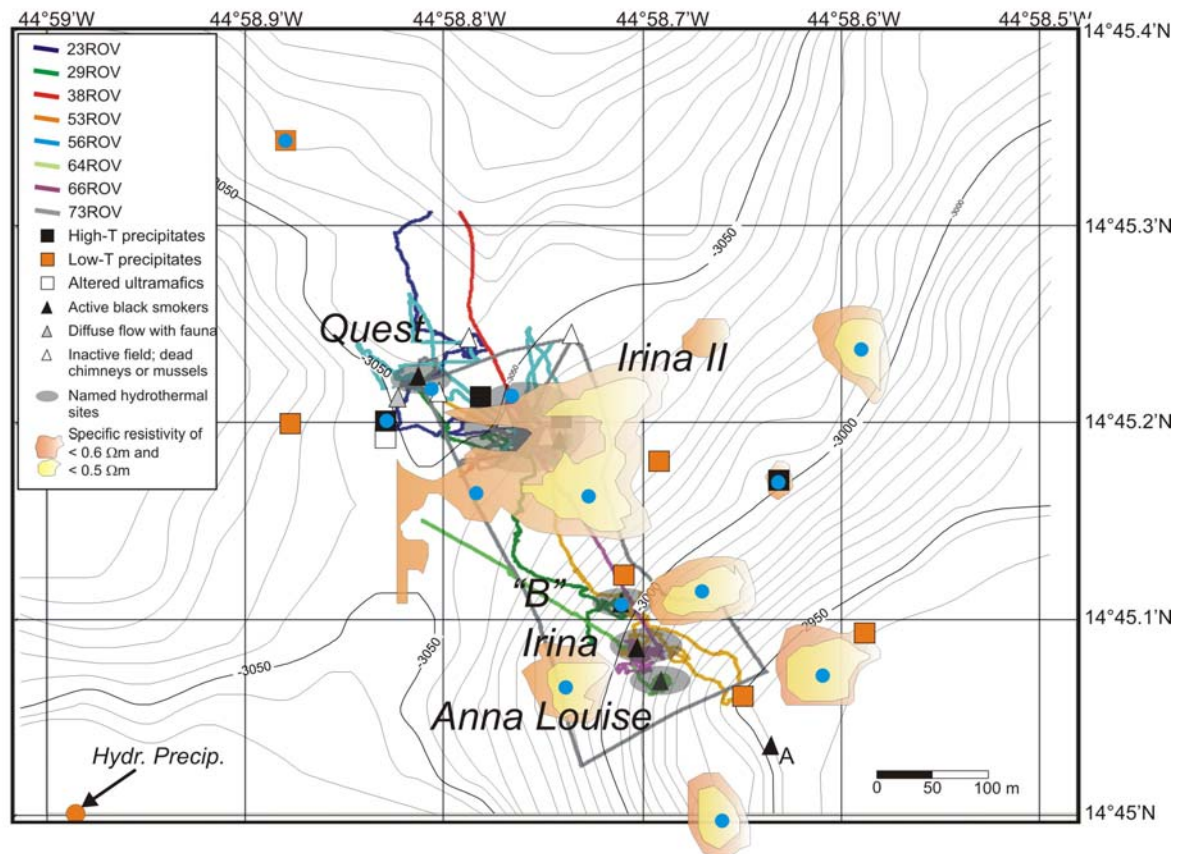 44°59'W 44°58.9'W 44°58.8'W 44°58.7'W 44°58.6'W 44°58.5'W
14°45.4'N
23ROV
29ROV
38ROV
53ROV
56ROV
64ROV
66ROV
73ROV
High-T precipitates
Low-T precipitates
Altered ultramafics
Active black smokers
Diffuse flow with fauna
Inactive field; dead
chimneys or mussels
Named hydrothermal
sites
Specific resistivity of
< 0.6 Ωm and
< 0.5 Ωm
-3050
-3000
-3050
14°45.3'N
Quest
Irina II
-3050
-3050
-3000
14°45.2'N
"B"
-3000
-2950
14°45.1'N
Irina
-3050
-3050
Anna Louise
A
Hydr. Precip.
0 50 100 m
14°45'N